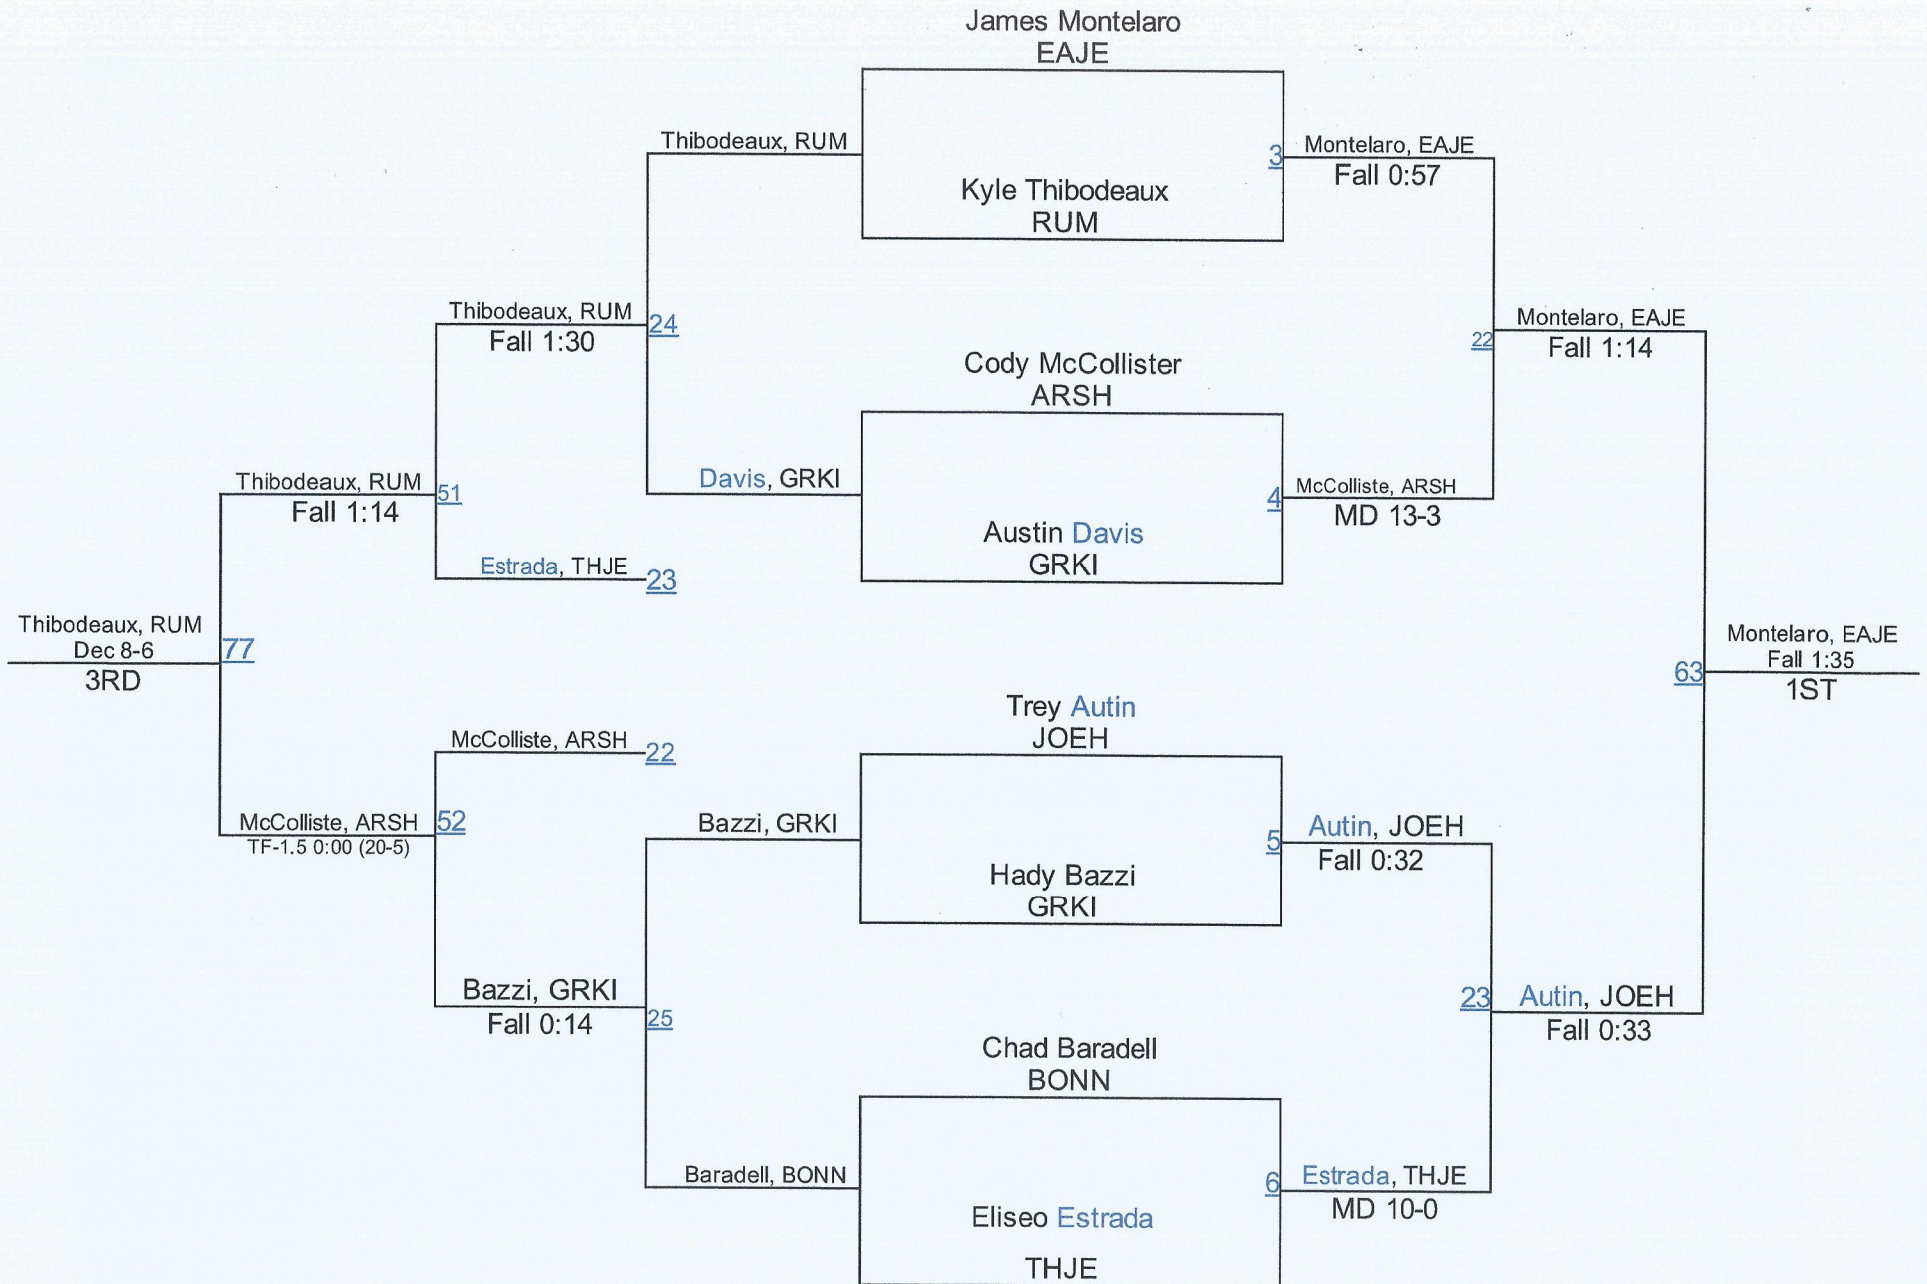 James Montelaro
EAJE
Thibodeaux, RUM
3
Montelaro, EAJE
Fall 0:57
Kyle Thibodeaux
RUM
Thibodeaux, RUM
24
Fall 1:30
22
Montelaro, EAJE
Fall 1:14
Cody McCollister
ARSH
Thibodeaux, RUM
51
Fall 1:14
Davis, GRKI
4
McColliste, ARSH
MD 13-3
Austin Davis
GRKI
Estrada, THJE
23
Thibodeaux, RUM
Dec 8-6
3RD
77
63
Montelaro, EAJE
Fall 1:35
1ST
Trey Autin
JOEH
McColliste, ARSH
22
McColliste, ARSH
TF-1.5 0:00 (20-5)
52
Bazzi, GRKI
5
Autin, JOEH
Fall 0:32
Hady Bazzi
GRKI
Bazzi, GRKI
Fall 0:14
25
23
Autin, JOEH
Fall 0:33
Chad Baradell
BONN
Baradell, BONN
6
Estrada, THJE
MD 10-0
Eliseo Estrada
THJE